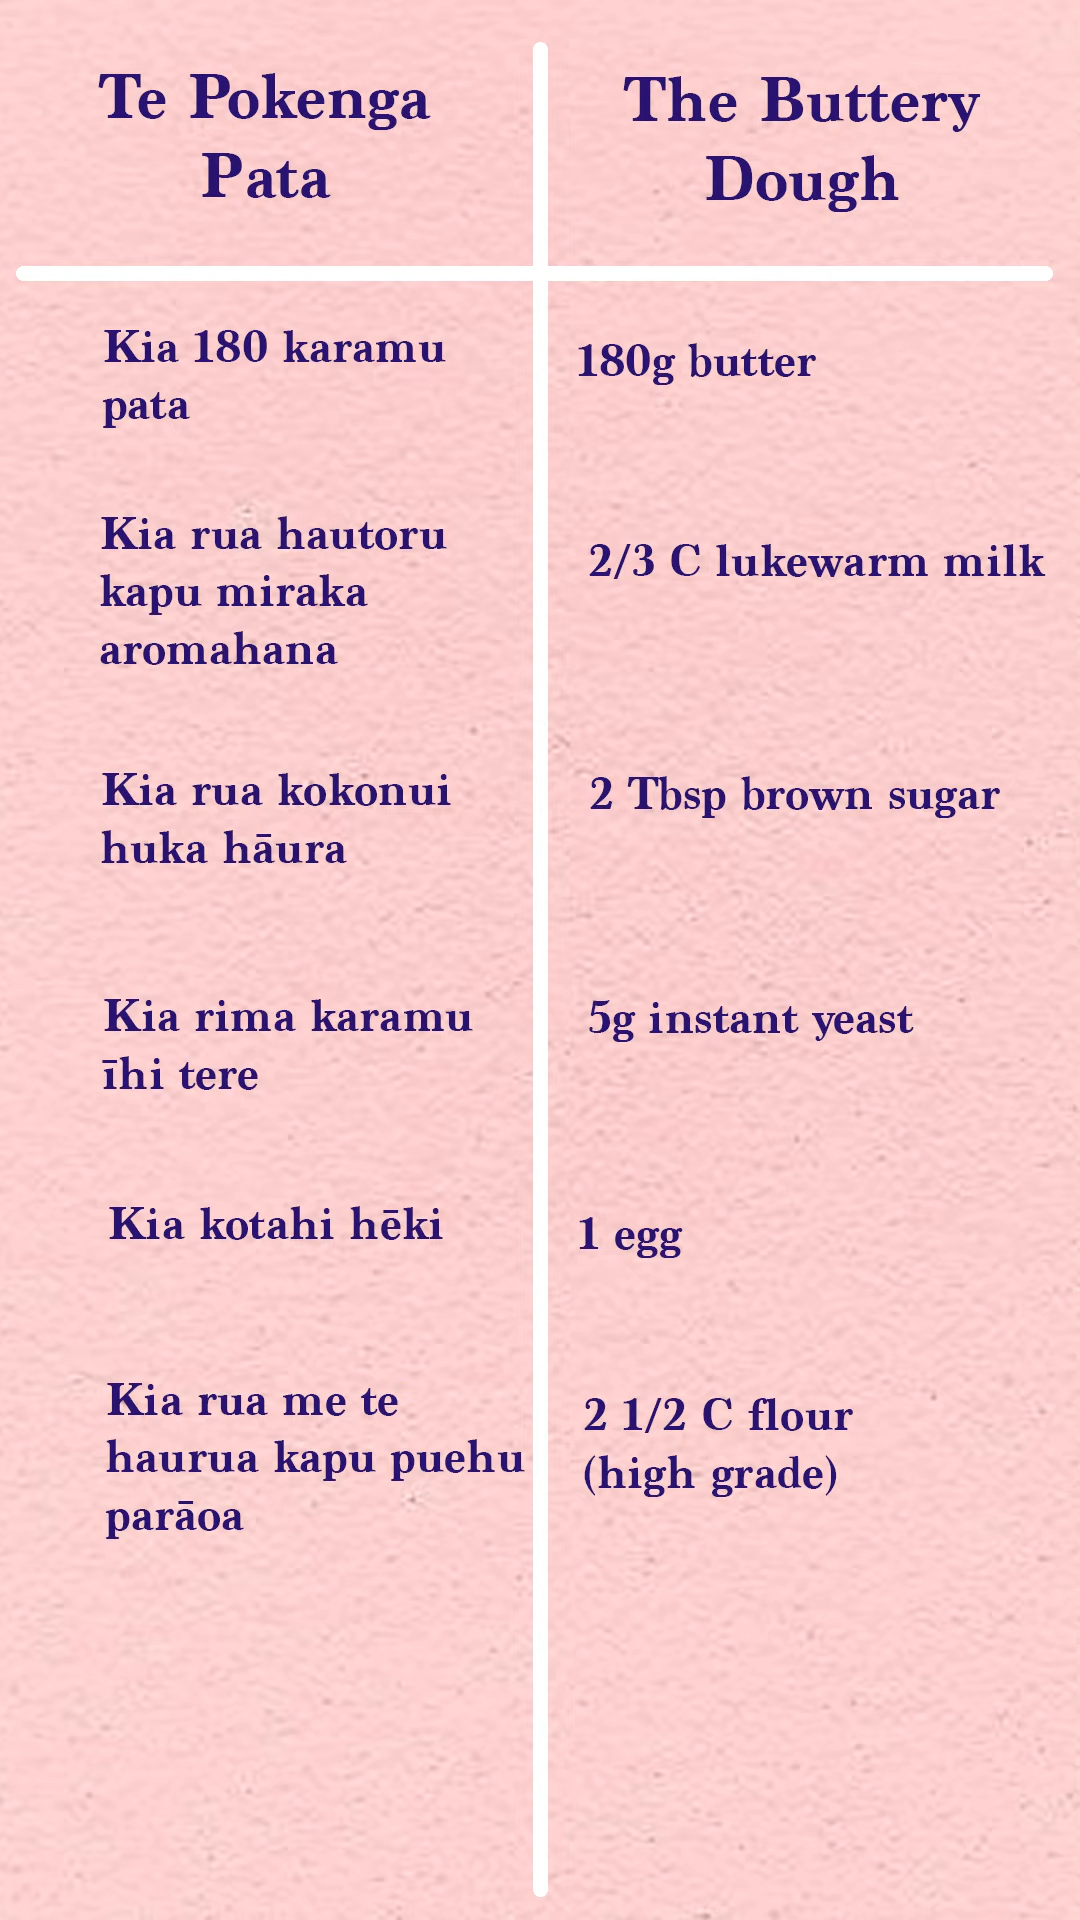 Te Pokenga
Pata
The Buttery
Dough
Kia 180 karamu
pata
180g butter
Kia rua hautoru
kapu miraka
aromahana
2/3 C lukewarm milk
Kia rua kokonui
huka hāura
2 Tbsp brown sugar
Kia rima karamu
īhi tere
5g instant yeast
Kia kotahi hēki
1 egg
Kia rua me te
haurua kapu puehu
parāoa
2 1/2 C flour
(high grade)